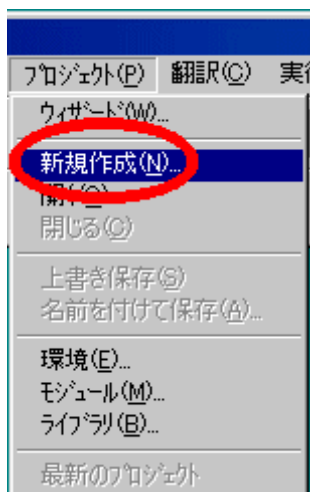 ﾌﾟﾛｼﾞｪｸﾄ(P) 翻訳(C) 実行
ｳｨｻﾞｰﾄﾞ(W)...
新規作成(N)...
開く(O)...
閉じる(C)
上書き保存(S)
名前を付けて保存(A)...
環境(E)...
ﾓｼﾞｭｰﾙ(M)...
ﾗｲﾌﾞﾗﾘ(B)...
最新のﾌﾟﾛｼﾞｪｸﾄ